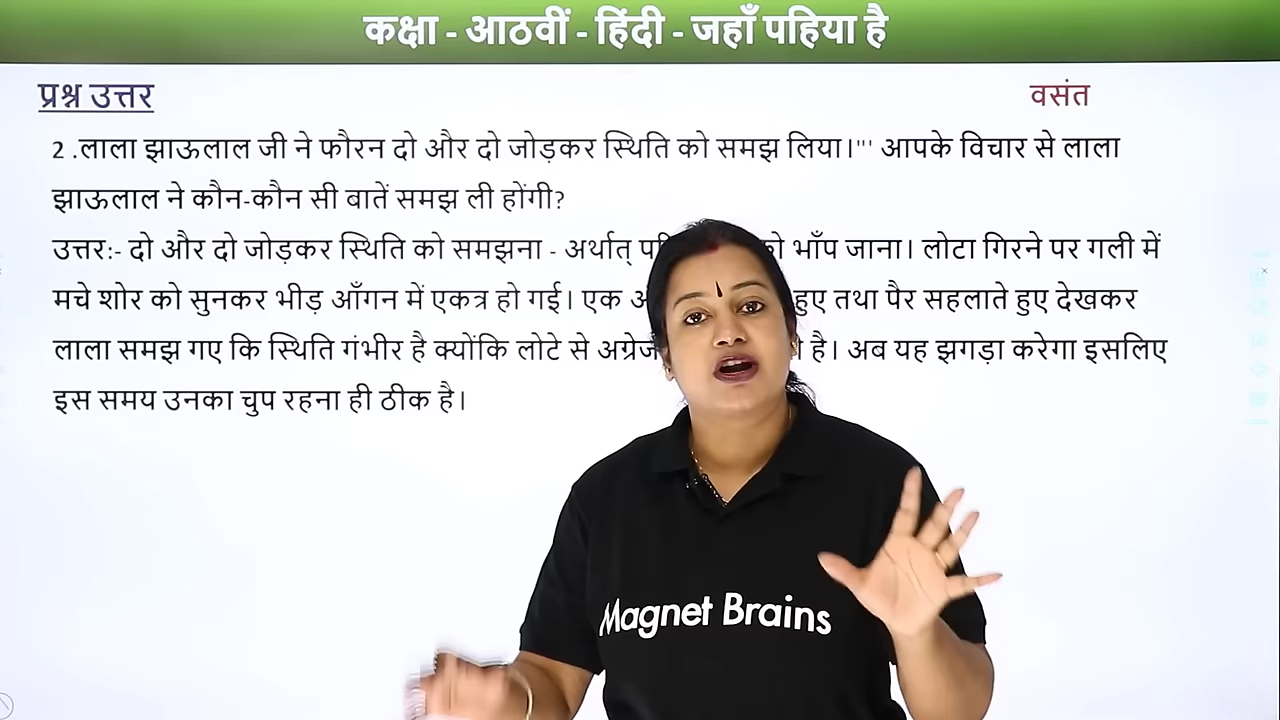 कक्षा - आठवीं - हिंदी - जहाँ पहिया है
प्रश्न उत्तर
वसंत
2 .लाला झाऊलाल जी ने फौरन दो और दो जोड़कर स्थिति को समझ लिया।"' आपके विचार से लाला
झाऊलाल ने कौन-कौन सी बातें समझ ली होंगी?
उत्तर:- दो और दो जोड़कर स्थिति को समझना - अर्थात् को भाँप जाना। लोटा गिरने पर गली में
मचे शोर को सुनकर भीड़ आँगन में एकत्र हो गई। एक हुए तथा पैर सहलाते हुए देखकर
लाला समझ गए कि स्थिति गंभीर है क्योंकि लोटे से है। अब यह झगड़ा करेगा इसलिए
इस समय उनका चुप रहना ही ठीक है।
Magnet Brains